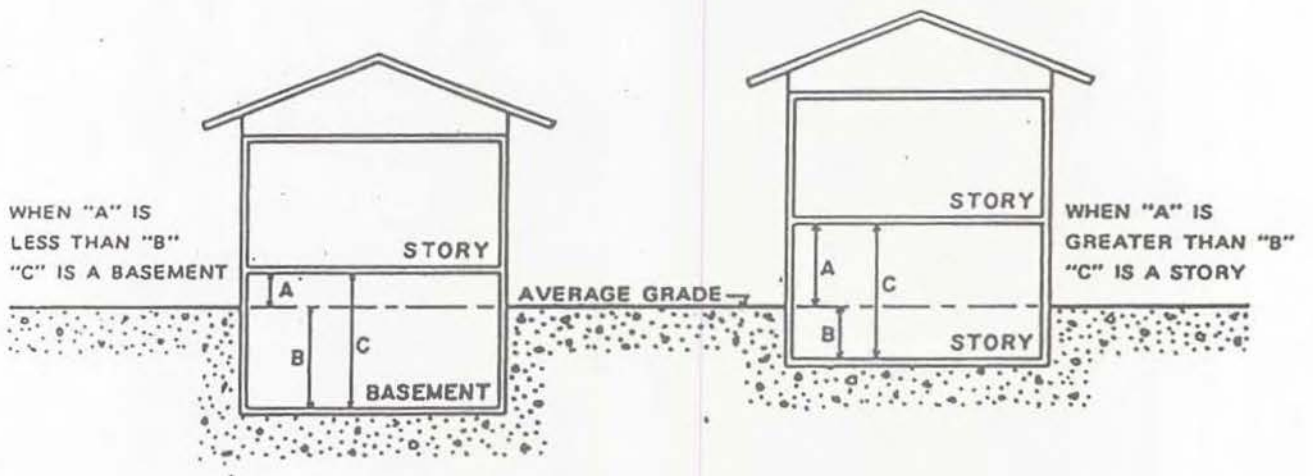 WHEN "A" IS
LESS THAN "B"
"C" IS A BASEMENT
STORY
A
B
C
BASEMENT
AVERAGE GRADE
STORY
A
C
B
STORY
WHEN "A" IS
GREATER THAN "B"
"C" IS A STORY